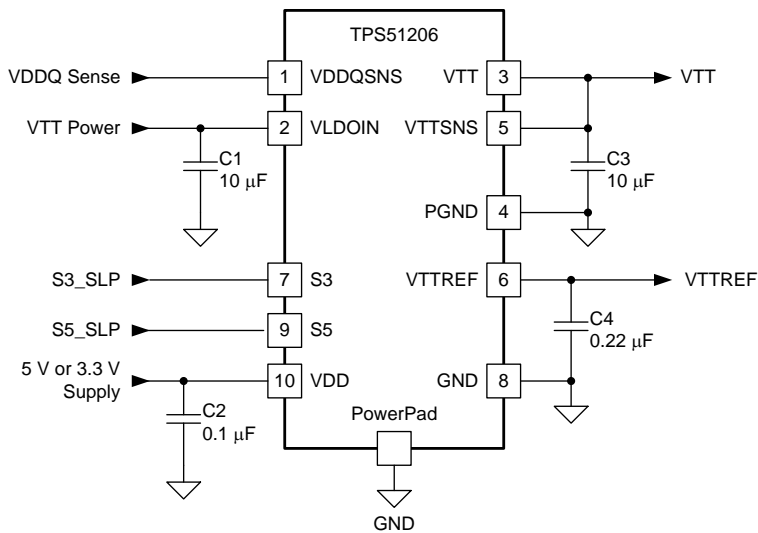 TPS51206
VDDQ Sense
1
VDDQSNS
VTT
3
VTT
VTT Power
2
VLDOIN
VTTSNS
5
C1
10 μF
C3
10 μF
PGND
4
S3_SLP
7
S3
VTTREF
6
VTTREF
S5_SLP
9
S5
C4
0.22 μF
5 V or 3.3 V
Supply
10
VDD
GND
8
C2
0.1 μF
PowerPad
GND